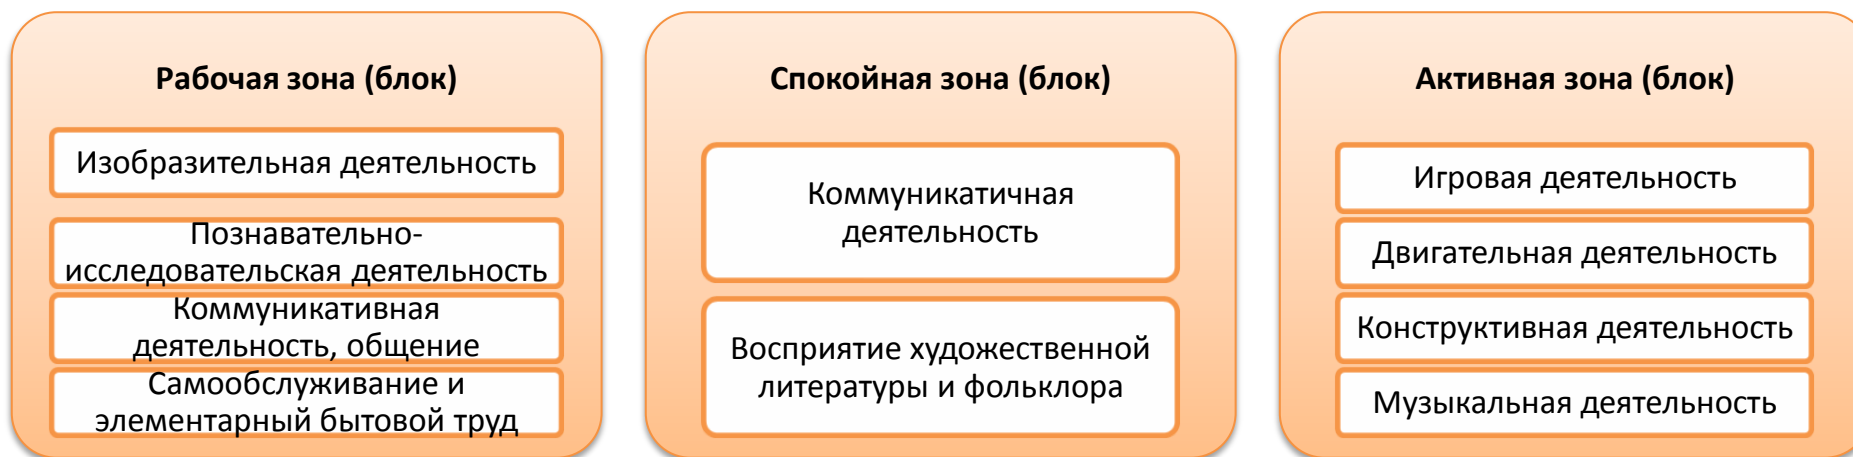 Рабочая зона (блок)
Изобразительная деятельность
Познавательно-
исследовательская деятельность
Коммуникативная
деятельность, общение
Самообслуживание и
элементарный бытовой труд
Спокойная зона (блок)
Коммуникатичная
деятельность
Восприятие художественной
литературы и фольклора
Активная зона (блок)
Игровая деятельность
Двигательная деятельность
Конструктивная деятельность
Музыкальная деятельность